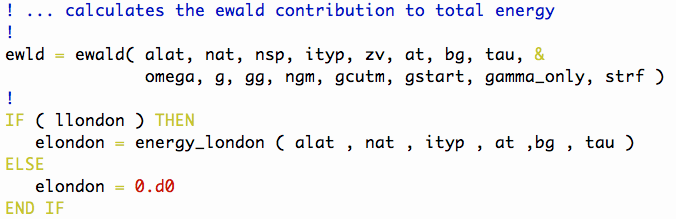 ! ... calculates the ewald contribution to total energy
!
ewld = ewald( alat, nat, nsp, ityp, zv, at, bg, tau, &
              omega, g, gg, ngm, gcutm, gstart, gamma_only, strf )
!
IF ( llondon ) THEN
   elondon = energy_london ( alat , nat , ityp , at ,bg , tau )
ELSE
   elondon = 0.d0
END IF